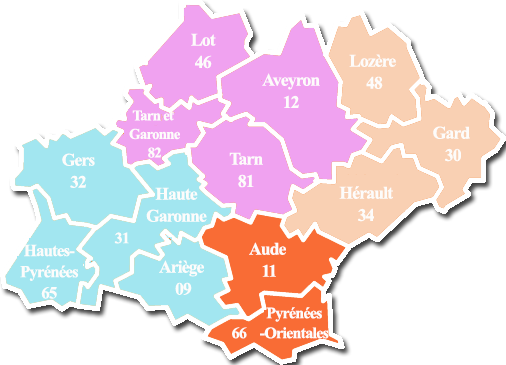 Lot
46
Aveyron
12
Lozère
48
Tarn et
Garonne
82
Gard
30
Gers
32
Tarn
81
Haute
Garonne
31
Hérault
34
Hautes-
Pyrénées
65
Ariège
09
Aude
11
Pyrénées
66 -Orientales